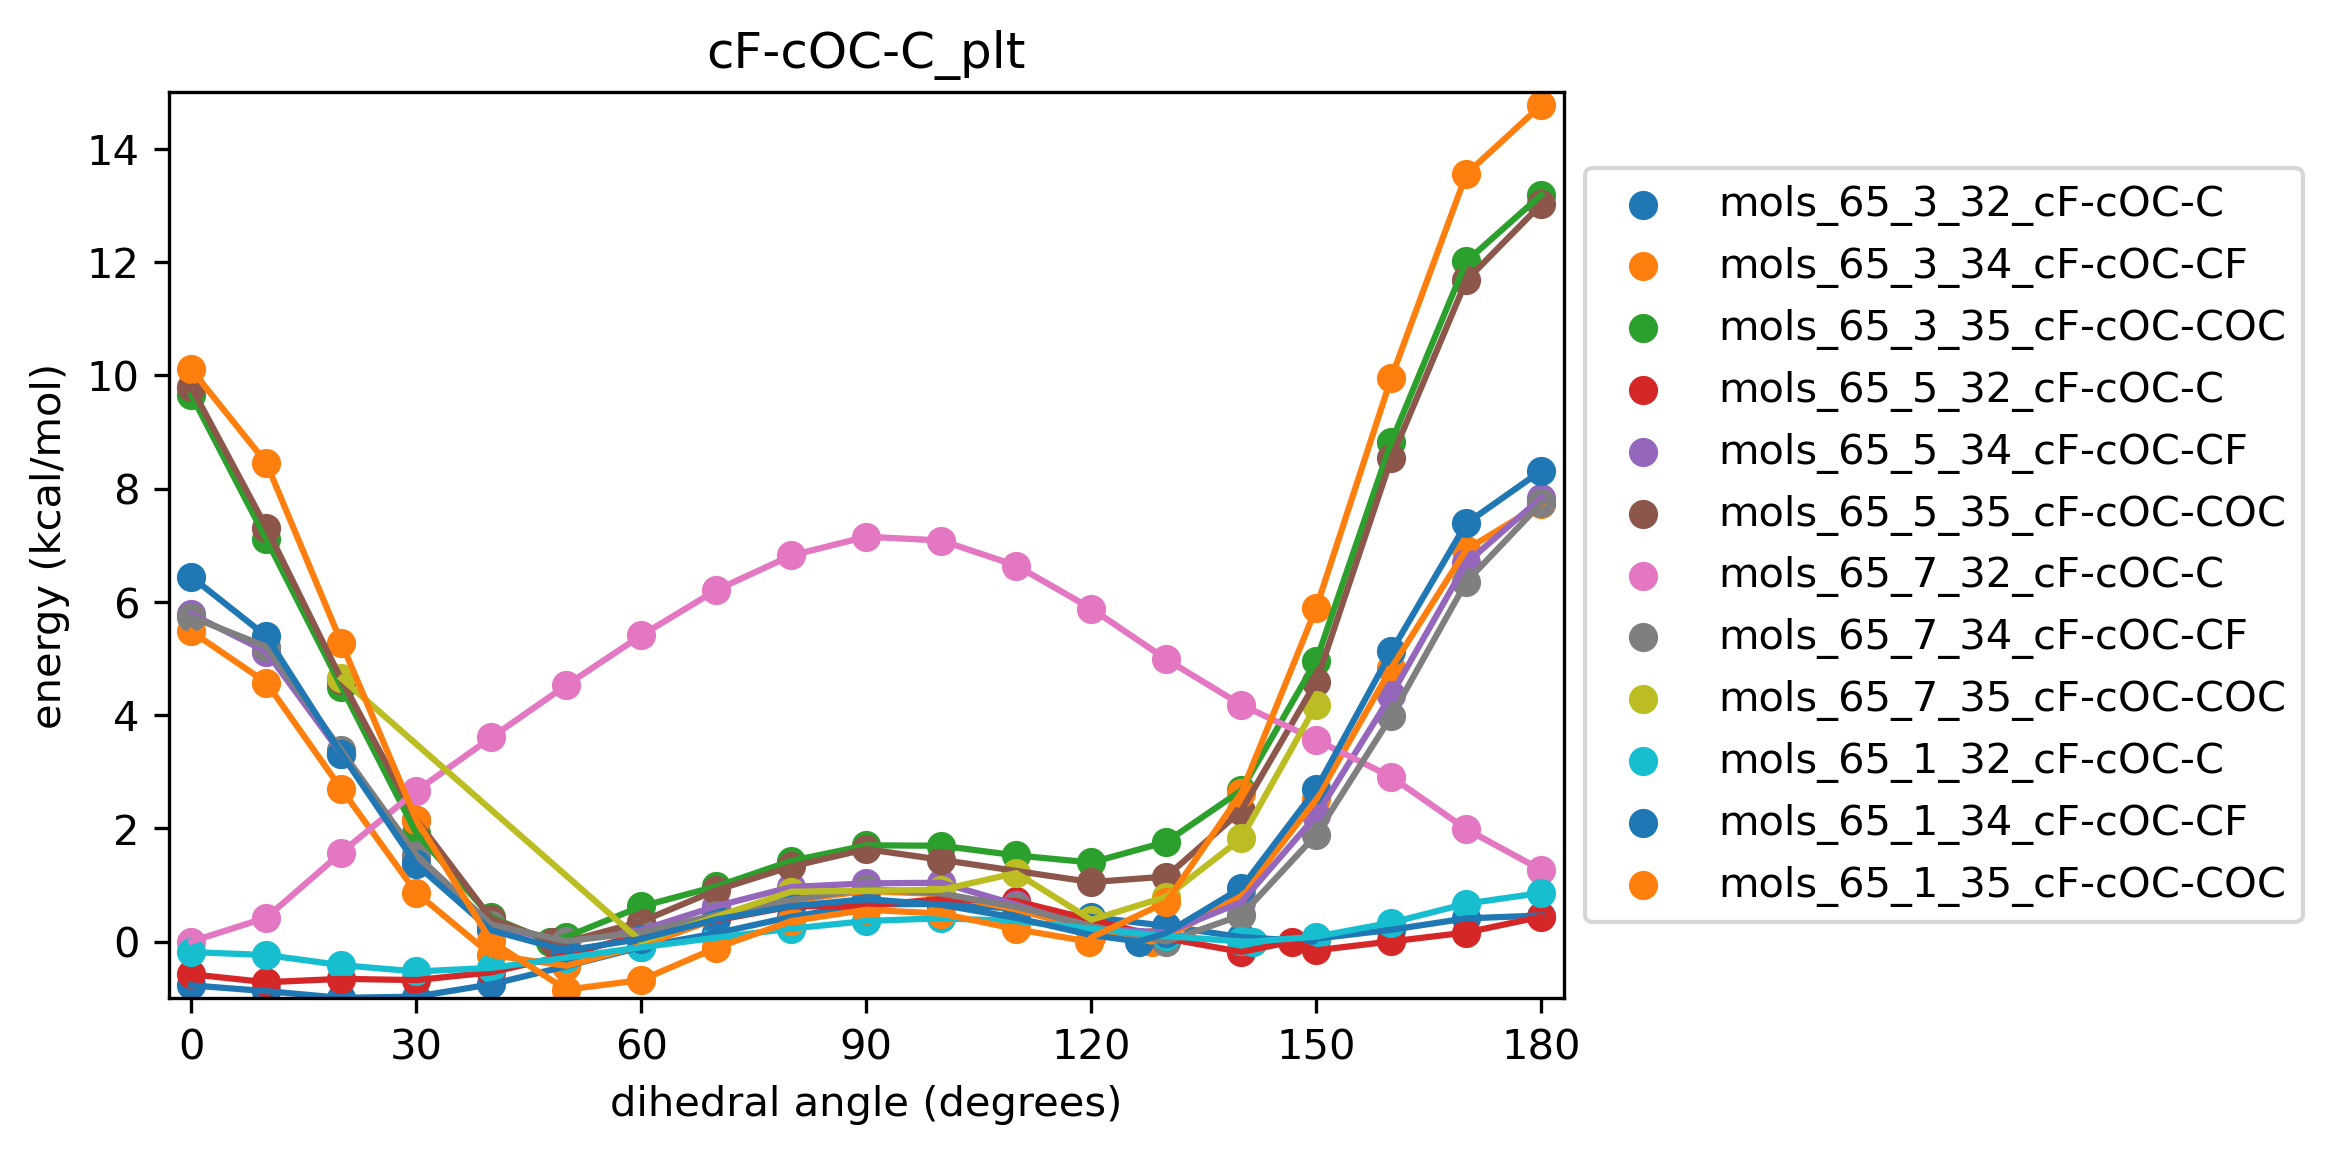 cF-cOC-C_plt
energy (kcal/mol)
14
12
10
8
6
4
2
0
0 30 60 90 120 150 180
dihedral angle (degrees)
mols_65_3_32_cF-cOC-C
mols_65_3_34_cF-cOC-CF
mols_65_3_35_cF-cOC-COC
mols_65_5_32_cF-cOC-C
mols_65_5_34_cF-cOC-CF
mols_65_5_35_cF-cOC-COC
mols_65_7_32_cF-cOC-C
mols_65_7_34_cF-cOC-CF
mols_65_7_35_cF-cOC-COC
mols_65_1_32_cF-cOC-C
mols_65_1_34_cF-cOC-CF
mols_65_1_35_cF-cOC-COC